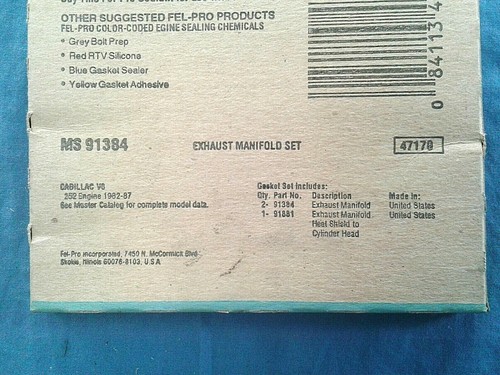 OTHER SUGGESTED FEL-PRO PRODUCTS
FEL-PRO COLOR-CODED EGINE SEALING CHEMICALS
• Grey Bolt Prep
• Red RTV Silicone
• Blue Gasket Sealer
• Yellow Gasket Adhesive
0 84113 4
MS 91384
EXHAUST MANIFOLD SET
47170
CADILLAC V8
252 Engine 1982-87
See Master Catalog for complete model data.
Gasket Set Includes:
Qty. Part No. Description Made in:
2- 91384 Exhaust Manifold United States
1- 91881 Exhaust Manifold United States
Heat Shield to
Cylinder Head
Fel-Pro Incorporated, 7450 N. McCormick Blvd
Skokie, Illinois 60076-8103, U.S.A